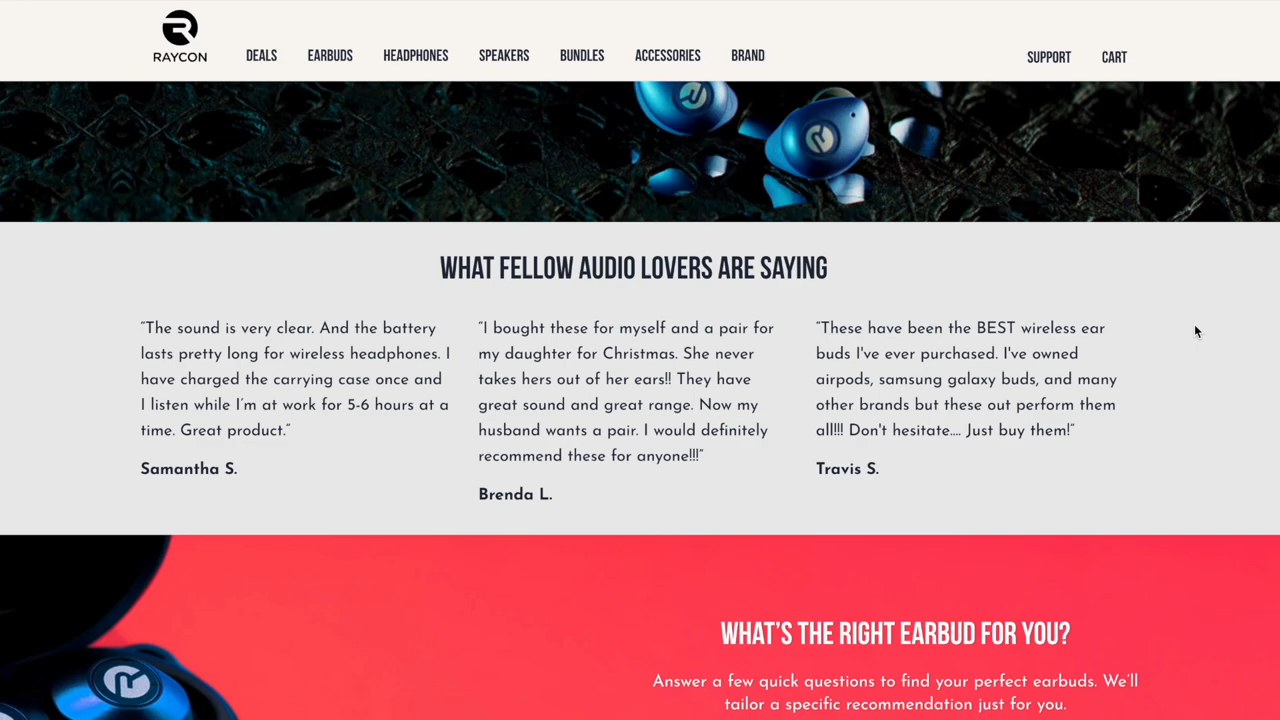 RAYCON
DEALS EARBUDS HEADPHONES SPEAKERS BUNDLES ACCESSORIES BRAND SUPPORT CART
WHAT FELLOW AUDIO LOVERS ARE SAYING
“The sound is very clear. And the battery
lasts pretty long for wireless headphones. I
have charged the carrying case once and
I listen while I’m at work for 5-6 hours at a
time. Great product.”
Samantha S.
“I bought these for myself and a pair for
my daughter for Christmas. She never
takes hers out of her ears!! They have
great sound and great range. Now my
husband wants a pair. I would definitely
recommend these for anyone!!!”
Brenda L.
“These have been the BEST wireless ear
buds I've ever purchased. I've owned
airpods, samsung galaxy buds, and many
other brands but these out perform them
all!!! Don't hesitate.... Just buy them!”
Travis S.
WHAT’S THE RIGHT EARBUD FOR YOU?
Answer a few quick questions to find your perfect earbuds. We’ll
tailor a specific recommendation just for you.